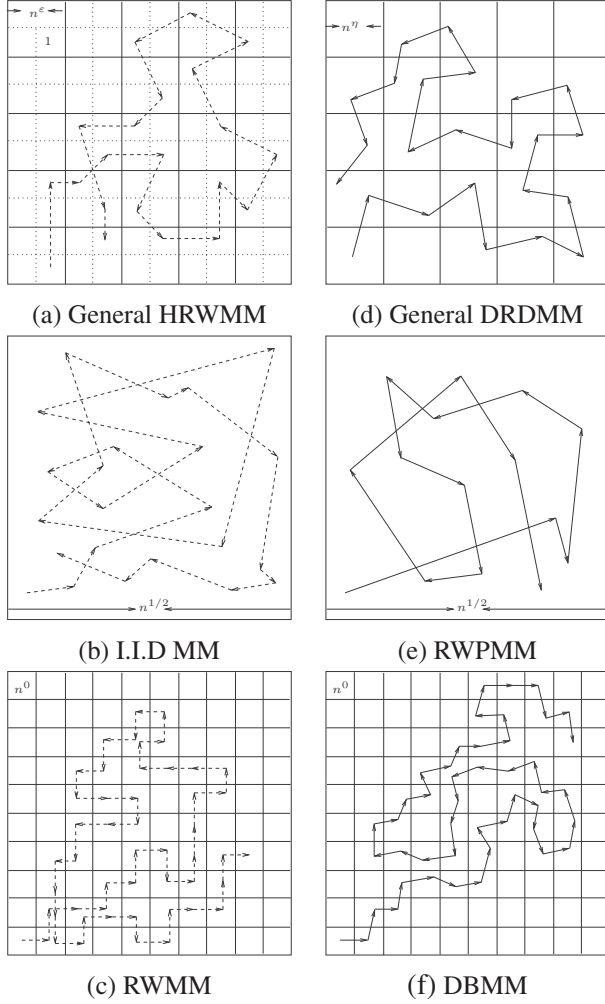 n^ε
1
n^η
(a) General HRWMM
(d) General DRDMM
n^{1/2}
n^{1/2}
(b) I.I.D MM
(e) RWPMM
n^0
n^0
(c) RWMM
(f) DBMM